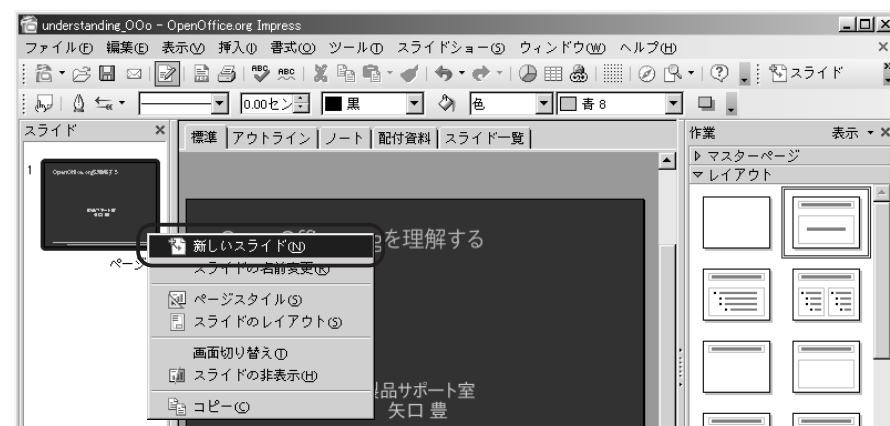 understanding_OOo - OpenOffice.org Impress
ファイル(F) 編集(E) 表示(V) 挿入(I) 書式(O) ツール(T) スライドショー(S) ウィンドウ(W) ヘルプ(H)
スライド
0.00セン 黒 色 青 8
スライド
標準 アウトライン ノート 配付資料 スライド一覧
作業 表示
マスターページ
レイアウト
1
を理解する
新しいスライド(N)
スライドの名前変更(R)
ページ
ページスタイル(S)
スライドのレイアウト(S)
画面切り替え(T)
スライドの非表示(H)
コピー(C)
製品サポート室
矢口 豊